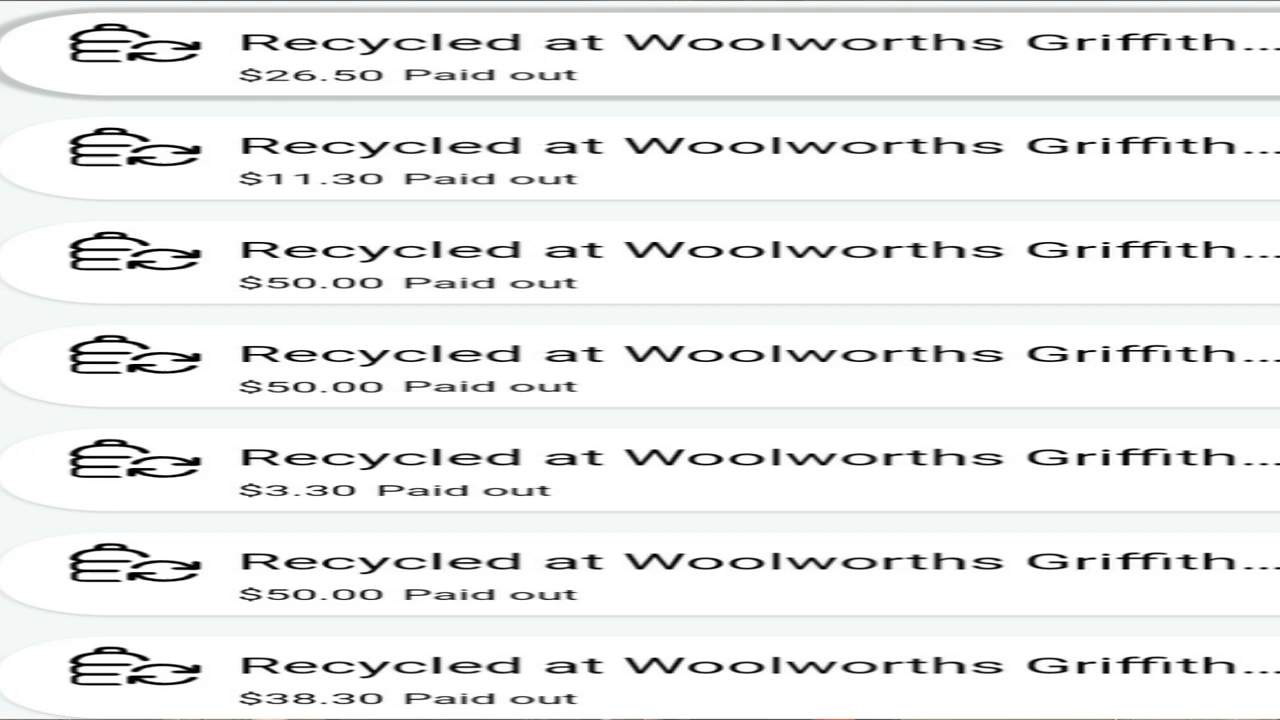 Recycled at Woolworths Griffith...
$26.50 Paid out
Recycled at Woolworths Griffith...
$11.30 Paid out
Recycled at Woolworths Griffith...
$50.00 Paid out
Recycled at Woolworths Griffith...
$50.00 Paid out
Recycled at Woolworths Griffith...
$3.30 Paid out
Recycled at Woolworths Griffith...
$50.00 Paid out
Recycled at Woolworths Griffith...
$38.30 Paid out